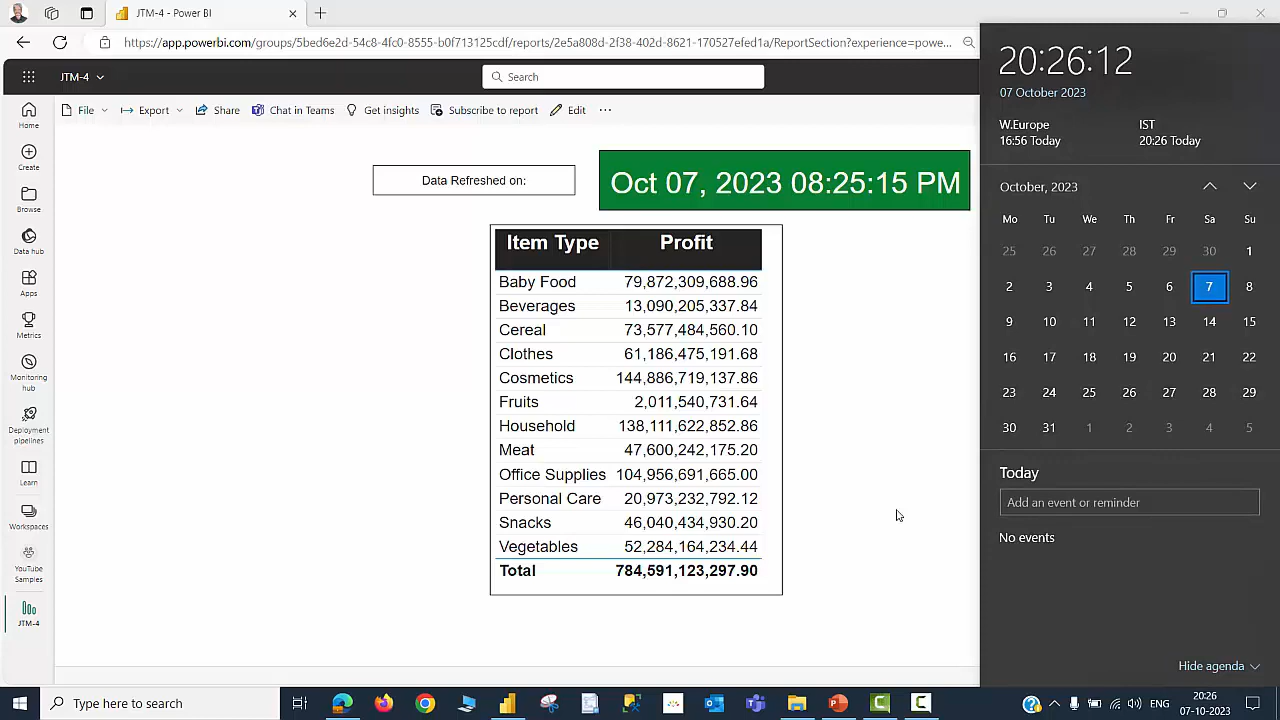 JTM-4 - Power BI
https://app.powerbi.com/groups/5bed6e2d-54c8-4fc0-8555-b0f713125cdf/reports/2e5a808d-2f38-402d-8621-170527efed1a/ReportSection?experience=powe...
JTM-4
Search
File
Export
Share
Chat in Teams
Get insights
Subscribe to report
Edit
...
Home
Create
Browse
Data hub
Apps
Metrics
Monitoring
hub
Deployment
pipelines
Learn
Workspaces
YouTube
Samples
JTM-4
Data Refreshed on:
Oct 07, 2023 08:25:15 PM
Item Type Profit
Baby Food 79,872,309,688.96
Beverages 13,090,205,337.84
Cereal 73,577,484,560.10
Clothes 61,186,475,191.68
Cosmetics 144,886,719,137.86
Fruits 2,011,540,731.64
Household 138,111,622,852.86
Meat 47,600,242,175.20
Office Supplies 104,956,691,665.00
Personal Care 20,973,232,792.12
Snacks 46,040,434,930.20
Vegetables 52,284,164,234.44
Total 784,591,123,297.90
20:26:12
07 October 2023
W.Europe IST
16:56 Today 20:26 Today
October, 2023
Mo Tu We Th Fr Sa Su
25 26 27 28 29 30 1
2 3 4 5 6 7 8
9 10 11 12 13 14 15
16 17 18 19 20 21 22
23 24 25 26 27 28 29
30 31 1 2 3 4 5
Today
Add an event or reminder
No events
Hide agenda
Type here to search
ENG
20:26
07-10-2023